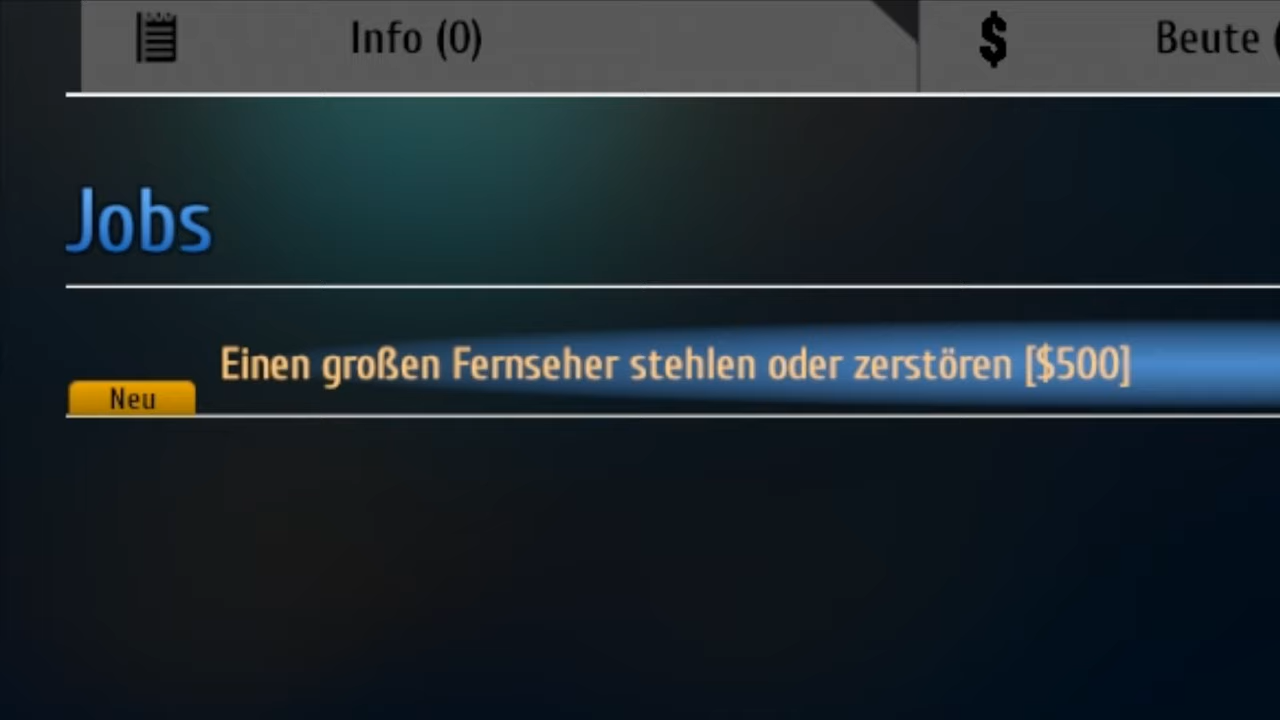 Info (0)
Beute
Jobs
Einen großen Fernseher stehlen oder zerstören [$500]
Neu